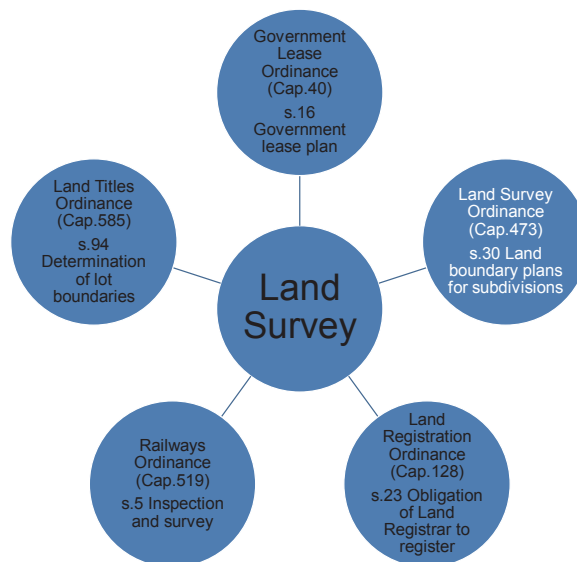 Government
Lease
Ordinance
(Cap.40)
s.16
Government
lease plan
Land Titles
Ordinance
(Cap.585)
s.94
Determination
of lot
boundaries
Land Survey
Ordinance
(Cap.473)
s.30 Land
boundary plans
for subdivisions
Land
Survey
Railways
Ordinance
(Cap.519)
s.5 Inspection
and survey
Land
Registration
Ordinance
(Cap.128)
s.23 Obligation
of Land
Registrar to
register